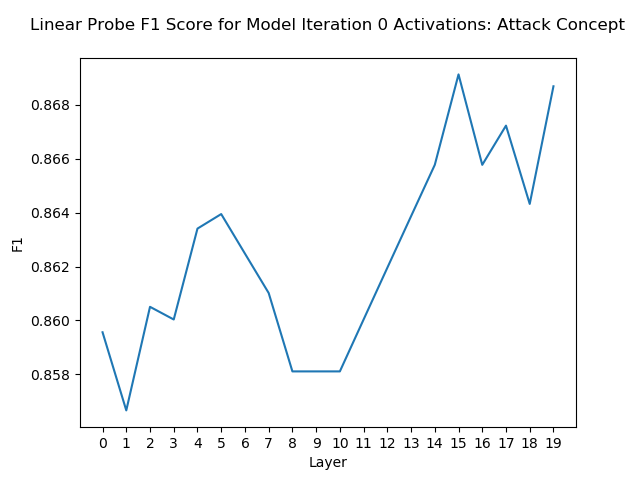 Linear Probe F1 Score for Model Iteration 0 Activations: Attack Concept
0.868
0.866
0.864
0.862
0.860
0.858
F1
0 1 2 3 4 5 6 7 8 9 10 11 12 13 14 15 16 17 18 19
Layer